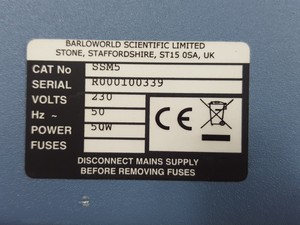 BARLOWORLD SCIENTIFIC LIMITED
STONE, STAFFORDSHIRE, ST15 0SA, UK
CAT No SSM5
SERIAL R000100339
VOLTS 230
Hz ~ 50
POWER 50W
FUSES
CE
DISCONNECT MAINS SUPPLY
BEFORE REMOVING FUSES